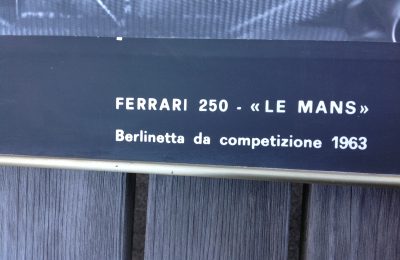 FERRARI 250 - «LE MANS»
Berlinetta da competizione 1963